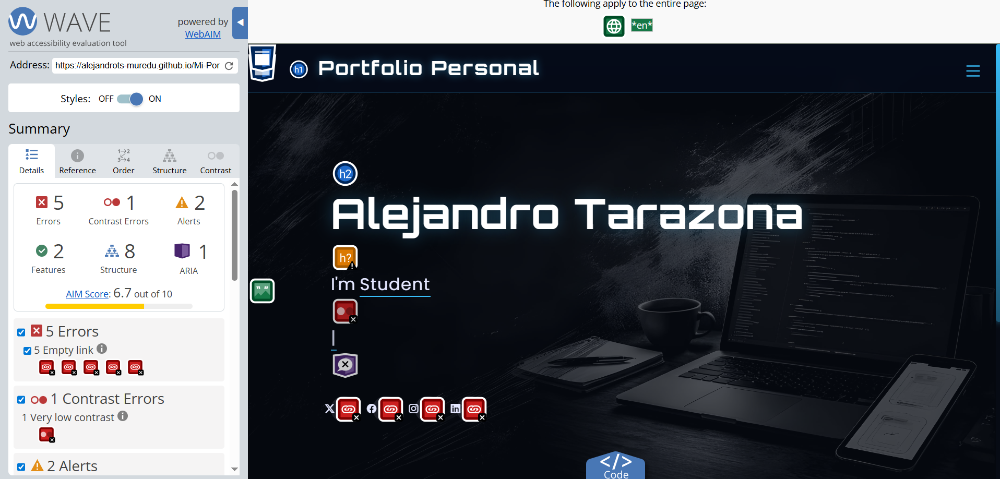 WAVE
web accessibility evaluation tool
powered by
WebAIM
Address: https://alejandrots-muredu.github.io/Mi-Por
Styles: OFF ON
Summary
Details
Reference
Order
Structure
Contrast
5 Errors
1 Contrast Errors
2 Alerts
2 Features
8 Structure
1 ARIA
AIM Score: 6.7 out of 10
5 Errors
5 Empty link
1 Contrast Errors
1 Very low contrast
2 Alerts
The following apply to the entire page:
*en*
h1 Portfolio Personal
h2
Alejandro Tarazona
h?
I'm Student
</> 
Code